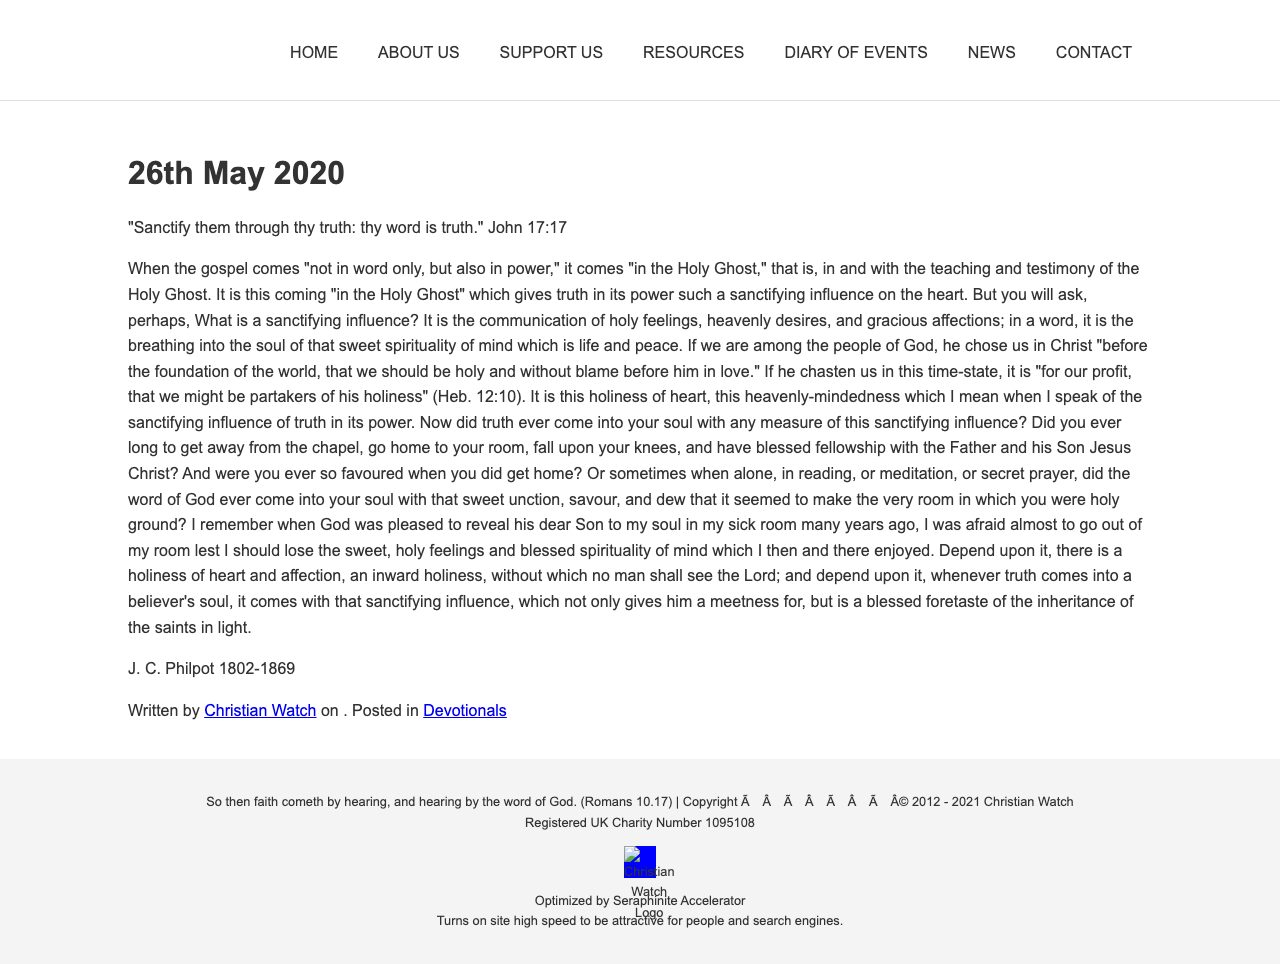 HOME ABOUT US SUPPORT US RESOURCES DIARY OF EVENTS NEWS CONTACT
26th May 2020
"Sanctify them through thy truth: thy word is truth." John 17:17
When the gospel comes "not in word only, but also in power," it comes "in the Holy Ghost," that is, in and with the teaching and testimony of the
Holy Ghost. It is this coming "in the Holy Ghost" which gives truth in its power such a sanctifying influence on the heart. But you will ask,
perhaps, What is a sanctifying influence? It is the communication of holy feelings, heavenly desires, and gracious affections; in a word, it is the
breathing into the soul of that sweet spirituality of mind which is life and peace. If we are among the people of God, he chose us in Christ "before
the foundation of the world, that we should be holy and without blame before him in love." If he chasten us in this time-state, it is "for our profit,
that we might be partakers of his holiness" (Heb. 12:10). It is this holiness of heart, this heavenly-mindedness which I mean when I speak of the
sanctifying influence of truth in its power. Now did truth ever come into your soul with any measure of this sanctifying influence? Did you ever
long to get away from the chapel, go home to your room, fall upon your knees, and have blessed fellowship with the Father and his Son Jesus
Christ? And were you ever so favoured when you did get home? Or sometimes when alone, in reading, or meditation, or secret prayer, did the
word of God ever come into your soul with that sweet unction, savour, and dew that it seemed to make the very room in which you were holy
ground? I remember when God was pleased to reveal his dear Son to my soul in my sick room many years ago, I was afraid almost to go out of
my room lest I should lose the sweet, holy feelings and blessed spirituality of mind which I then and there enjoyed. Depend upon it, there is a
holiness of heart and affection, an inward holiness, without which no man shall see the Lord; and depend upon it, whenever truth comes into a
believer's soul, it comes with that sanctifying influence, which not only gives him a meetness for, but is a blessed foretaste of the inheritance of
the saints in light.
J. C. Philpot 1802-1869
Written by Christian Watch on . Posted in Devotionals
So then faith cometh by hearing, and hearing by the word of God. (Romans 10.17) | Copyright Ã Â Ã Â Ã Â Ã Â© 2012 - 2021 Christian Watch
Registered UK Charity Number 1095108
Christian
Watch
Logo
Optimized by Seraphinite Accelerator
Turns on site high speed to be attractive for people and search engines.